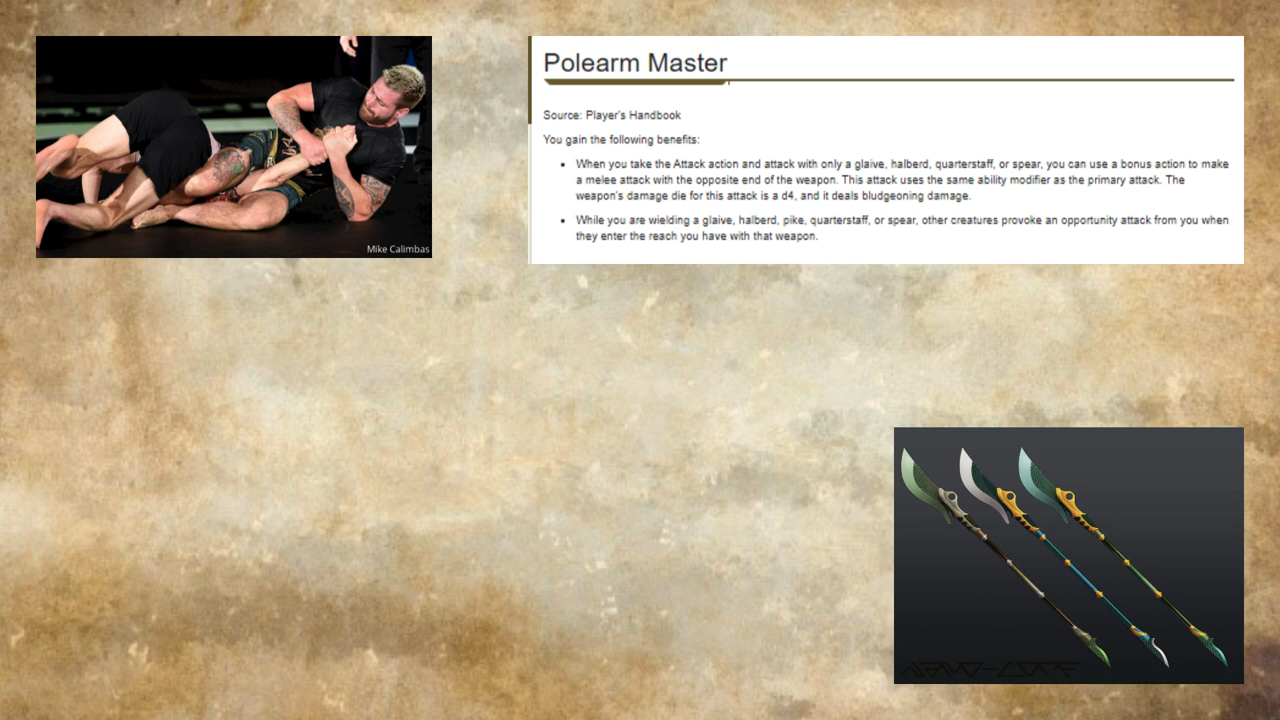 Polearm Master
Source: Player's Handbook
You gain the following benefits:
• When you take the Attack action and attack with only a glaive, halberd, quarterstaff, or spear, you can use a bonus action to make
a melee attack with the opposite end of the weapon. This attack uses the same ability modifier as the primary attack. The
weapon's damage die for this attack is a d4, and it deals bludgeoning damage.
• While you are wielding a glaive, halberd, pike, quarterstaff, or spear, other creatures provoke an opportunity attack from you when
they enter the reach you have with that weapon.
Mike Calimbas